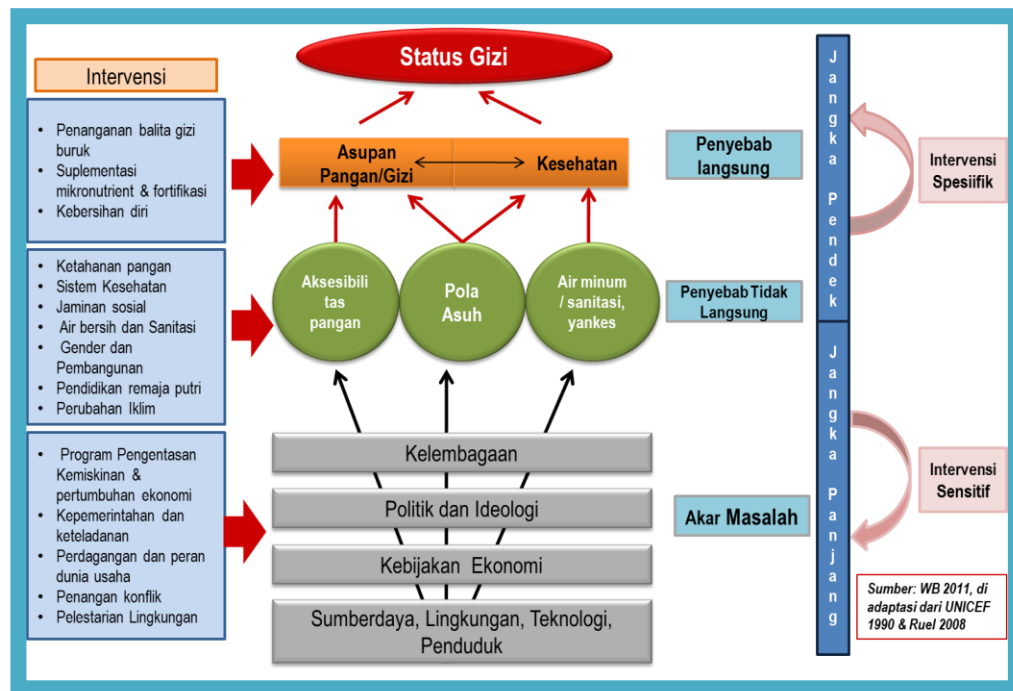 Status Gizi
Intervensi
• Penanganan balita gizi
buruk
• Suplementasi
mikronutrient & fortifikasi
• Kebersihan diri
Asupan
Pangan/Gizi
Kesehatan
Penyebab
langsung
Intervensi
Spesiifik
• Ketahanan pangan
• Sistem Kesehatan
• Jaminan sosial
• Air bersih dan Sanitasi
• Gender dan
Pembangunan
• Pendidikan remaja putri
• Perubahan Iklim
Aksesibili
tas
pangan
Pola
Asuh
Air minum
/ sanitasi,
yankes
Penyebab Tidak
Langsung
Jangka Pendek
• Program Pengentasan
Kemiskinan &
pertumbuhan ekonomi
• Kepemerintahan dan
keteladanan
• Perdagangan dan peran
dunia usaha
• Penangan konflik
• Pelestarian Lingkungan
Kelembagaan
Politik dan Ideologi
Kebijakan Ekonomi
Sumberdaya, Lingkungan, Teknologi,
Penduduk
Akar Masalah
Jangka Panjang
Intervensi
Sensitif
Sumber: WB 2011, di
adaptasi dari UNICEF
1990 & Ruel 2008